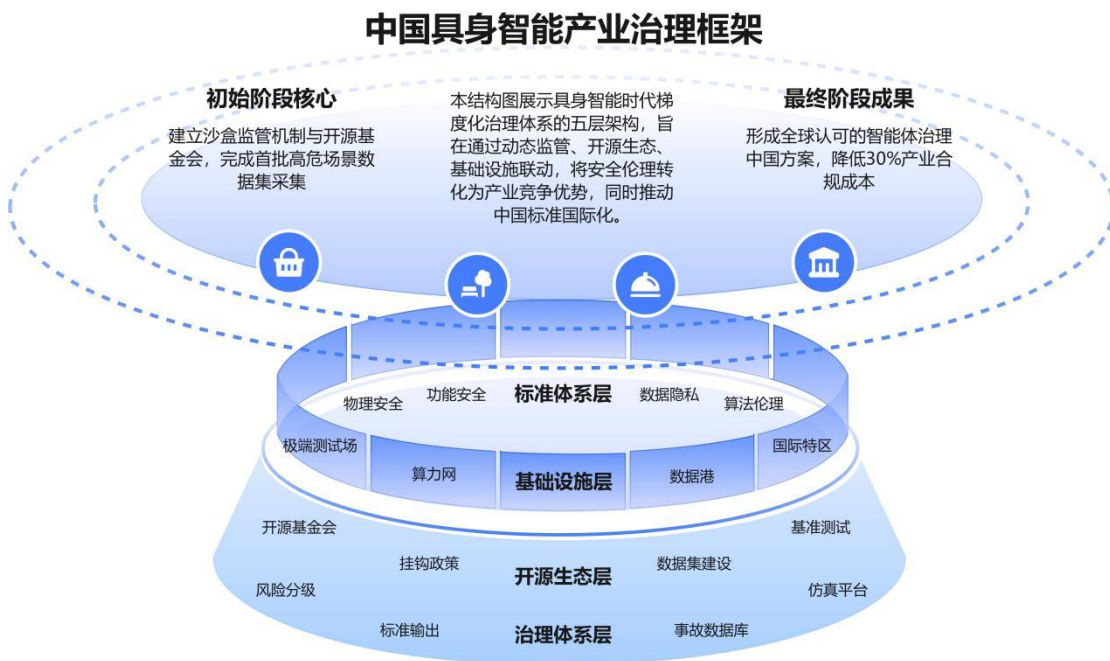 中国具身智能产业治理框架
初始阶段核心
建立沙盒监管机制与开源基
金会，完成首批高危场景数
据集采集
本结构图展示具身智能时代梯
度化治理体系的五层架构，旨
在通过动态监管、开源生态、
基础设施联动，将安全伦理转
化为产业竞争优势，同时推动
中国标准国际化。
最终阶段成果
形成全球认可的智能体治理
中国方案，降低30%产业合
规成本
物理安全
功能安全
标准体系层
数据隐私
算法伦理
极端测试场
算力网
基础设施层
数据港
国际特区
开源基金会
挂钩政策
开源生态层
数据集建设
基准测试
风险分级
标准输出
治理体系层
事故数据库
仿真平台